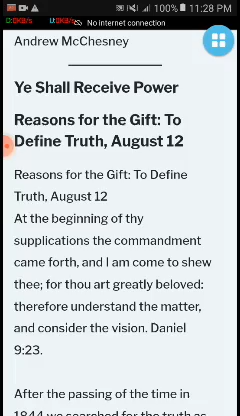 U:0KB/s U:0KB/s No internet connection
100% 11:28 PM
Andrew McChesney
Ye Shall Receive Power
Reasons for the Gift: To
Define Truth, August 12
Reasons for the Gift: To Define
Truth, August 12
At the beginning of thy
supplications the commandment
came forth, and I am come to shew
thee; for thou art greatly beloved:
therefore understand the matter,
and consider the vision. Daniel
9:23.
After the passing of the time in
1844 we searched for the truth as